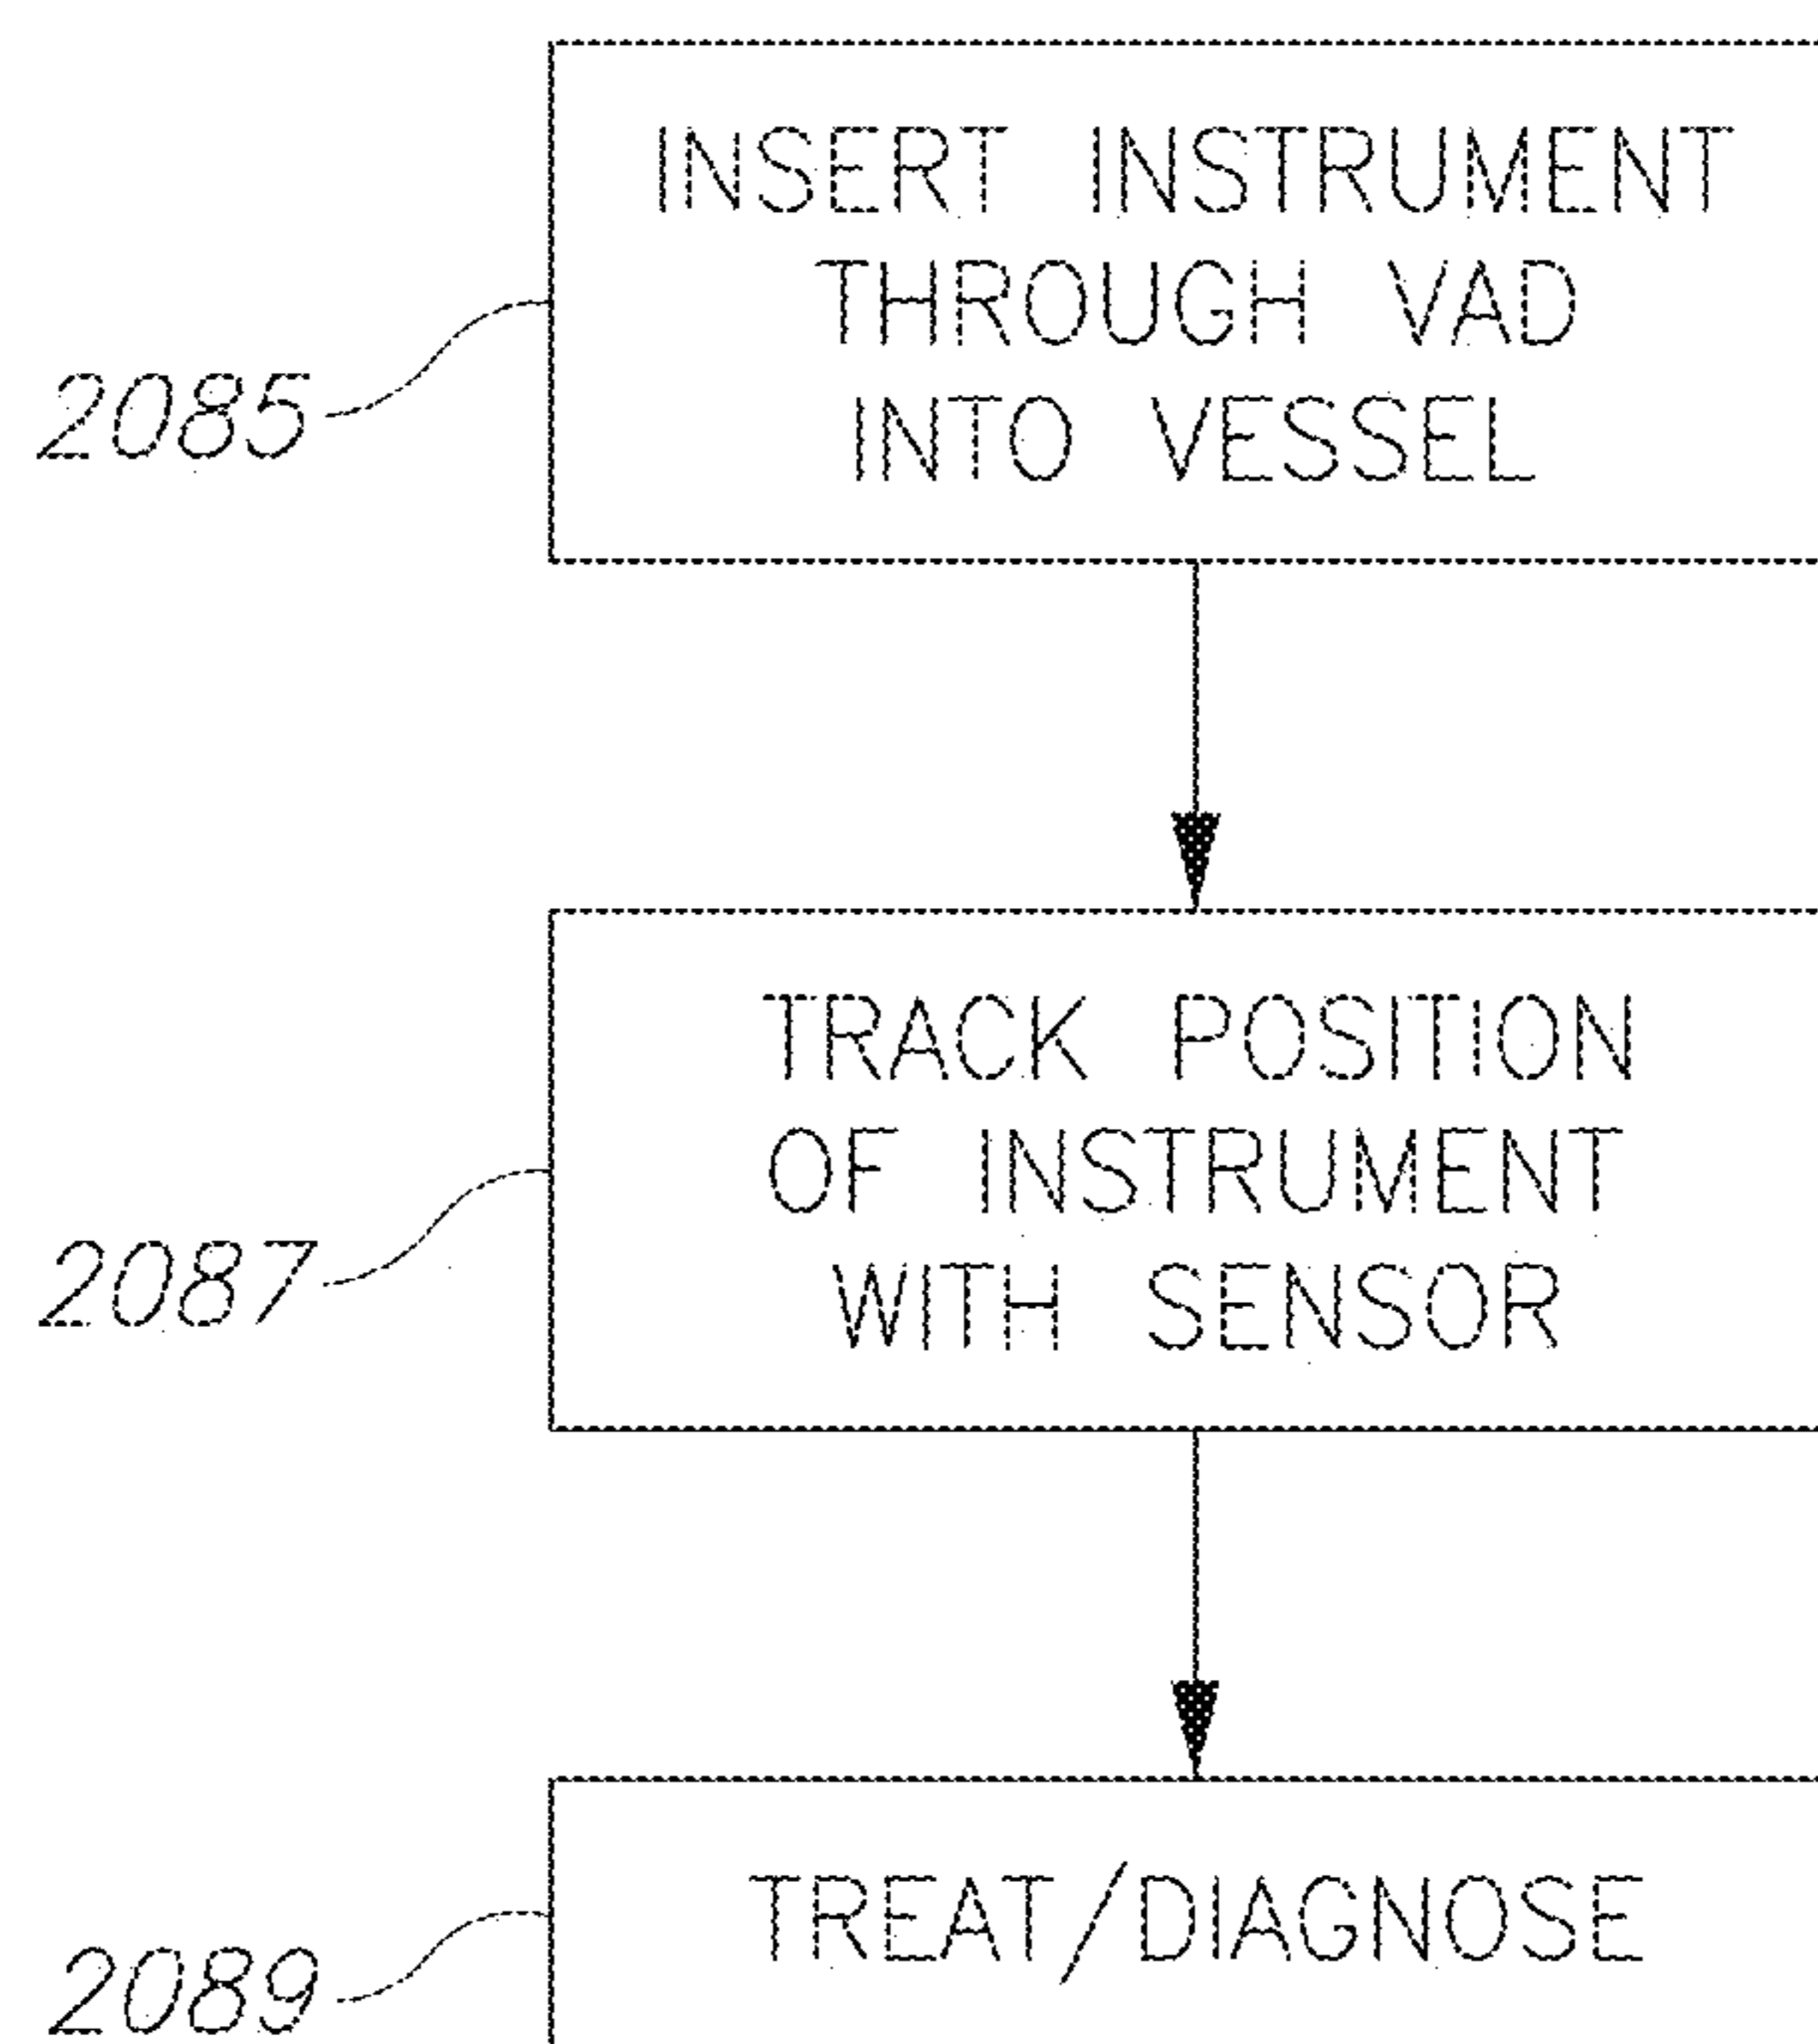 INSERT INSTRUMENT
THROUGH VAD
INTO VESSEL
2085
TRACK POSITION
OF INSTRUMENT
WITH SENSOR
2087
TREAT/DIAGNOSE
2089